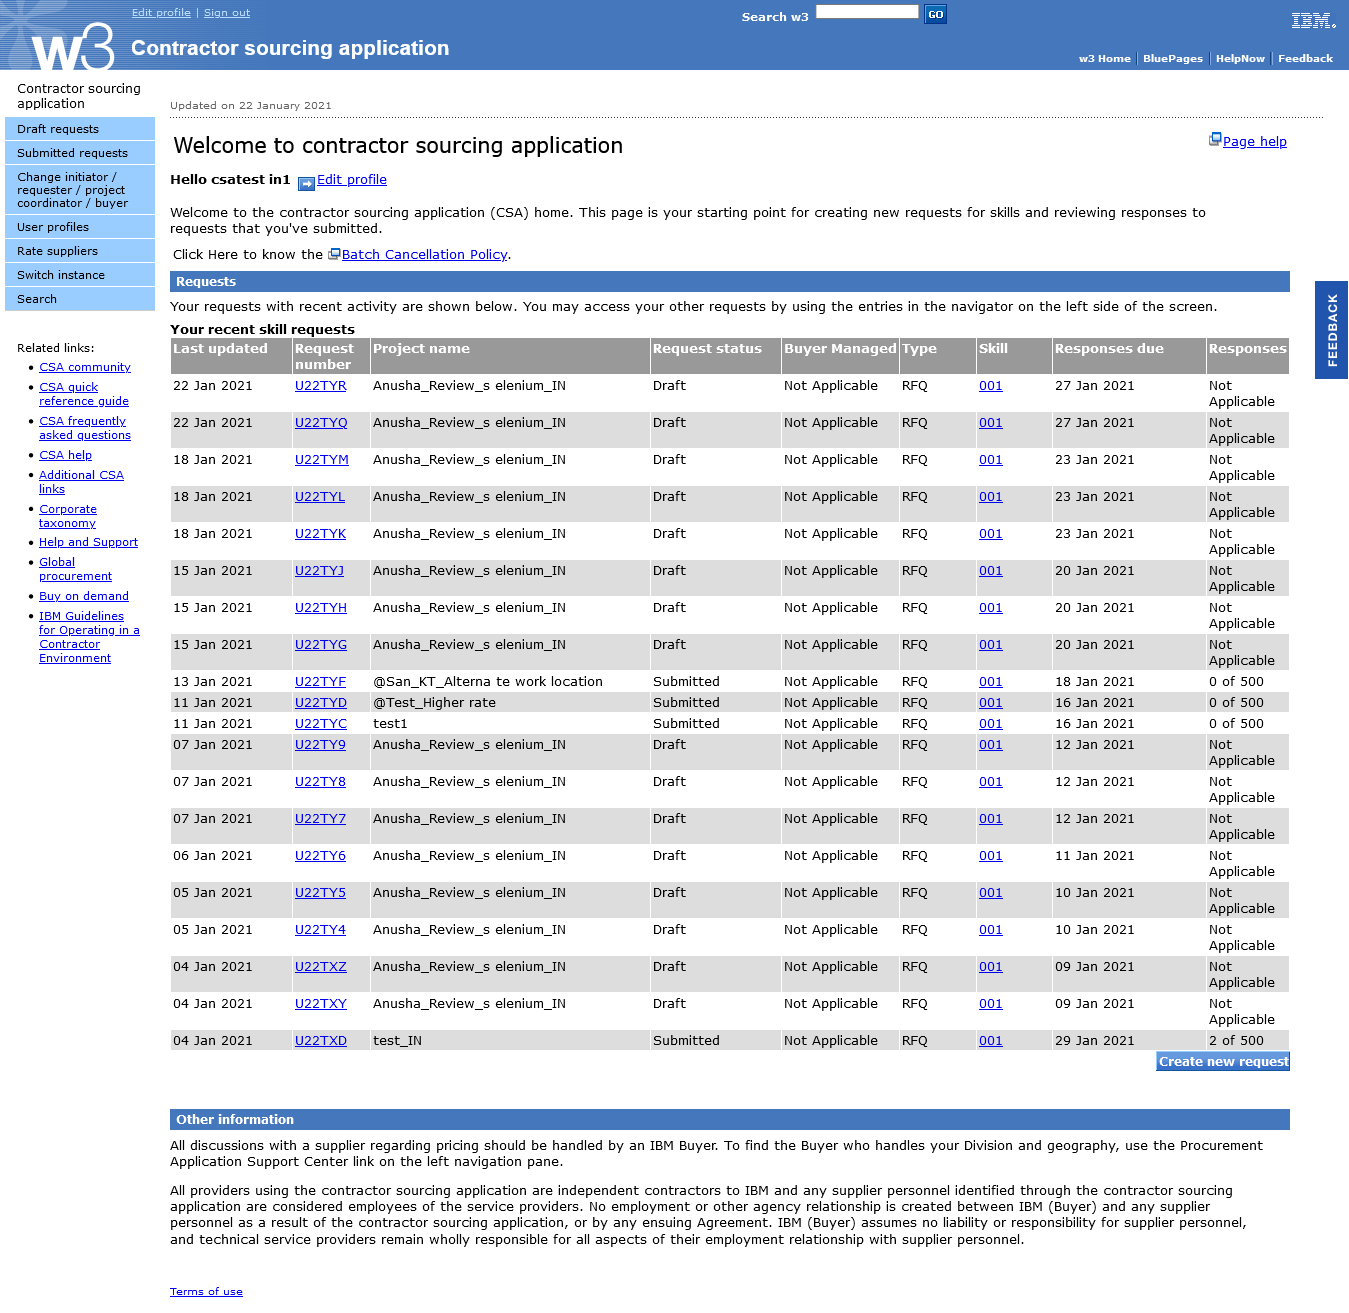 Edit profile | Sign out
Search w3
GO
IBM.
w3
Contractor sourcing application
w3 Home | BluePages | HelpNow | Feedback
Contractor sourcing
application
Draft requests
Submitted requests
Change initiator /
requester / project
coordinator / buyer
User profiles
Rate suppliers
Switch instance
Search
Related links:
CSA community
CSA quick
reference guide
CSA frequently
asked questions
CSA help
Additional CSA
links
Corporate
taxonomy
Help and Support
Global
procurement
Buy on demand
IBM Guidelines
for Operating in a
Contractor
Environment
Updated on 22 January 2021
Welcome to contractor sourcing application
Page help
Hello csatest in1 Edit profile
Welcome to the contractor sourcing application (CSA) home. This page is your starting point for creating new requests for skills and reviewing responses to
requests that you've submitted.
Click Here to know the Batch Cancellation Policy.
Requests
Your requests with recent activity are shown below. You may access your other requests by using the entries in the navigator on the left side of the screen.
Your recent skill requests
Last updated Request number Project name Request status Buyer Managed Type Skill Responses due Responses
22 Jan 2021 U22TYR Anusha_Review_s elenium_IN Draft Not Applicable RFQ 001 27 Jan 2021 Not Applicable
22 Jan 2021 U22TYQ Anusha_Review_s elenium_IN Draft Not Applicable RFQ 001 27 Jan 2021 Not Applicable
18 Jan 2021 U22TYM Anusha_Review_s elenium_IN Draft Not Applicable RFQ 001 23 Jan 2021 Not Applicable
18 Jan 2021 U22TYL Anusha_Review_s elenium_IN Draft Not Applicable RFQ 001 23 Jan 2021 Not Applicable
18 Jan 2021 U22TYK Anusha_Review_s elenium_IN Draft Not Applicable RFQ 001 23 Jan 2021 Not Applicable
15 Jan 2021 U22TYJ Anusha_Review_s elenium_IN Draft Not Applicable RFQ 001 20 Jan 2021 Not Applicable
15 Jan 2021 U22TYH Anusha_Review_s elenium_IN Draft Not Applicable RFQ 001 20 Jan 2021 Not Applicable
15 Jan 2021 U22TYG Anusha_Review_s elenium_IN Draft Not Applicable RFQ 001 20 Jan 2021 Not Applicable
13 Jan 2021 U22TYF @San_KT_Alterna te work location Submitted Not Applicable RFQ 001 18 Jan 2021 0 of 500
11 Jan 2021 U22TYD @Test_Higher rate Submitted Not Applicable RFQ 001 16 Jan 2021 0 of 500
11 Jan 2021 U22TYC test1 Submitted Not Applicable RFQ 001 16 Jan 2021 0 of 500
07 Jan 2021 U22TY9 Anusha_Review_s elenium_IN Draft Not Applicable RFQ 001 12 Jan 2021 Not Applicable
07 Jan 2021 U22TY8 Anusha_Review_s elenium_IN Draft Not Applicable RFQ 001 12 Jan 2021 Not Applicable
07 Jan 2021 U22TY7 Anusha_Review_s elenium_IN Draft Not Applicable RFQ 001 12 Jan 2021 Not Applicable
06 Jan 2021 U22TY6 Anusha_Review_s elenium_IN Draft Not Applicable RFQ 001 11 Jan 2021 Not Applicable
05 Jan 2021 U22TY5 Anusha_Review_s elenium_IN Draft Not Applicable RFQ 001 10 Jan 2021 Not Applicable
05 Jan 2021 U22TY4 Anusha_Review_s elenium_IN Draft Not Applicable RFQ 001 10 Jan 2021 Not Applicable
04 Jan 2021 U22TXZ Anusha_Review_s elenium_IN Draft Not Applicable RFQ 001 09 Jan 2021 Not Applicable
04 Jan 2021 U22TXY Anusha_Review_s elenium_IN Draft Not Applicable RFQ 001 09 Jan 2021 Not Applicable
04 Jan 2021 U22TXD test_IN Submitted Not Applicable RFQ 001 29 Jan 2021 2 of 500
Create new request
FEEDBACK
Other information
All discussions with a supplier regarding pricing should be handled by an IBM Buyer. To find the Buyer who handles your Division and geography, use the Procurement
Application Support Center link on the left navigation pane.
All providers using the contractor sourcing application are independent contractors to IBM and any supplier personnel identified through the contractor sourcing
application are considered employees of the service providers. No employment or other agency relationship is created between IBM (Buyer) and any supplier
personnel as a result of the contractor sourcing application, or by any ensuing Agreement. IBM (Buyer) assumes no liability or responsibility for supplier personnel,
and technical service providers remain wholly responsible for all aspects of their employment relationship with supplier personnel.
Terms of use